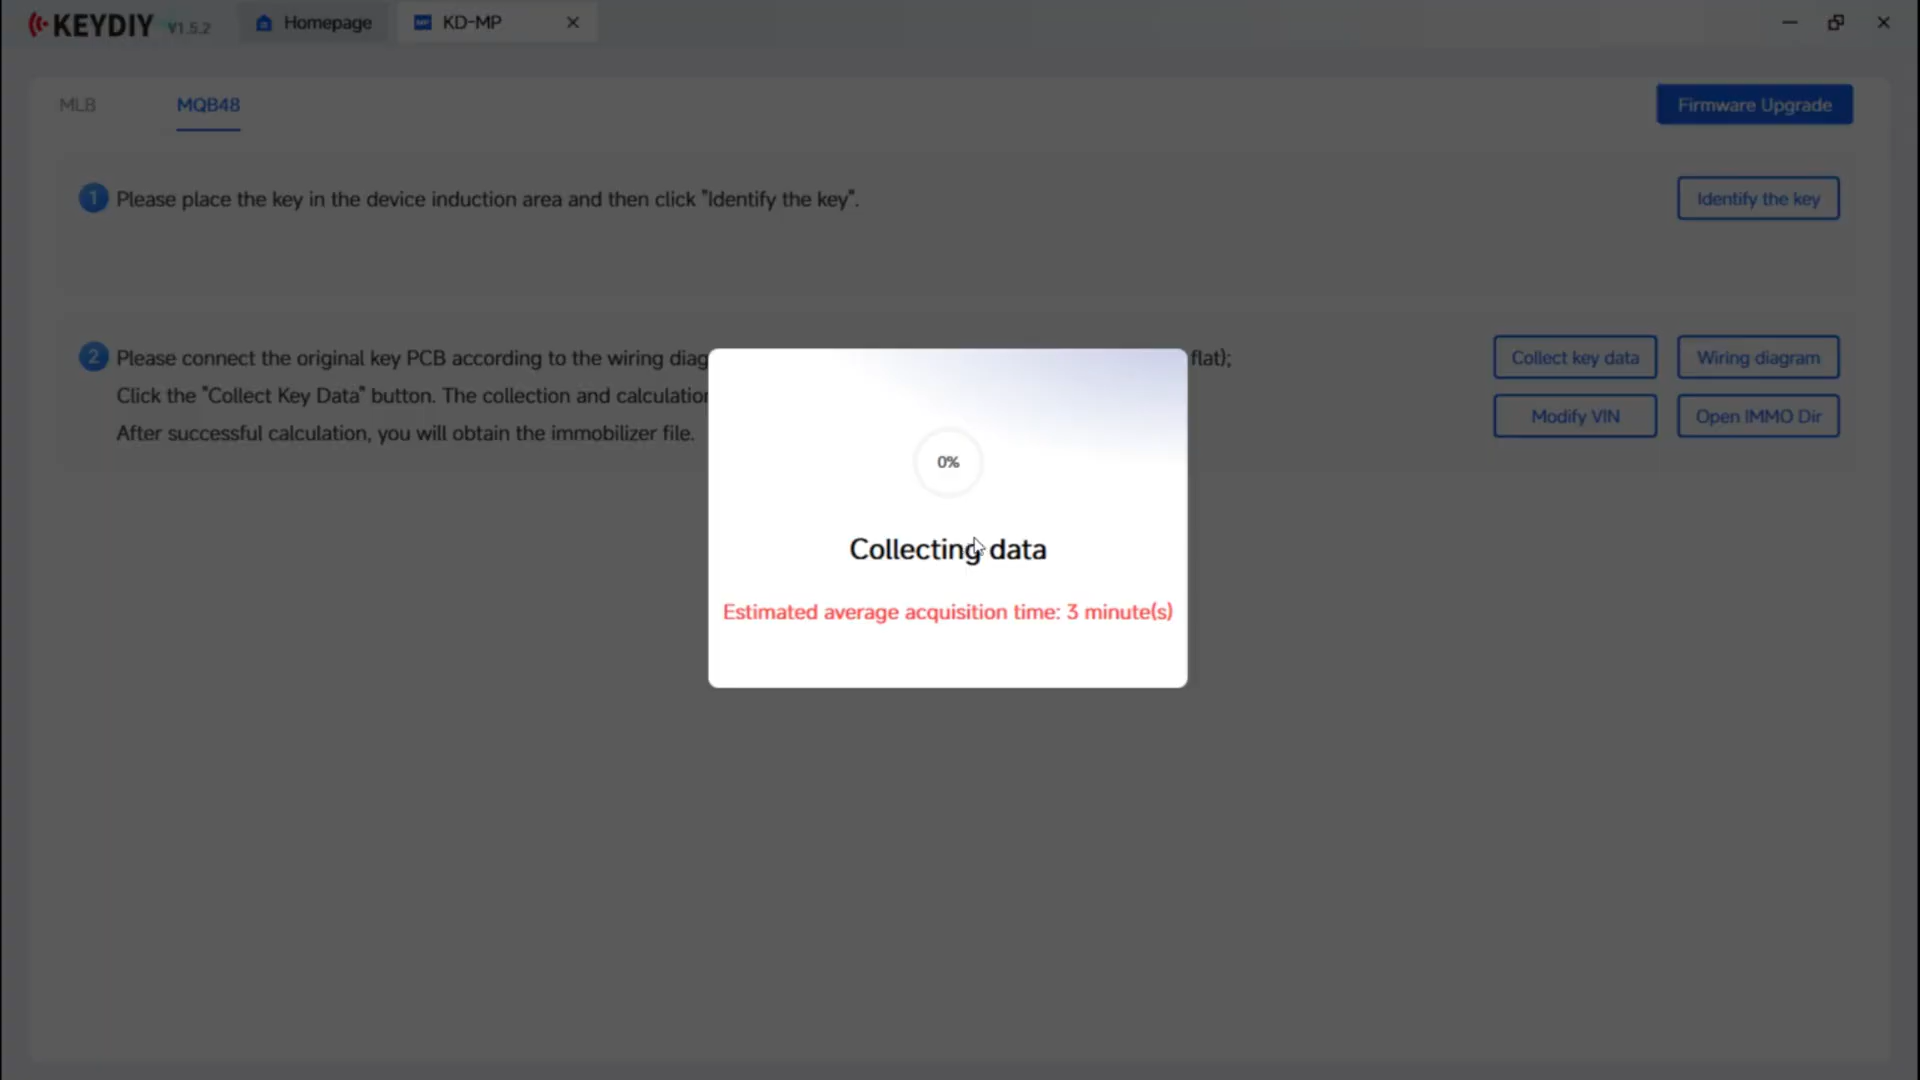 KEYDIY V1.5.2
Homepage
KD-MP
MLB
MQB48
Firmware Upgrade
1 Please place the key in the device induction area and then click "Identify the key".
Identify the key
2 Please connect the original key PCB according to the wiring diag flat);
Click the "Collect Key Data" button. The collection and calculation
After successful calculation, you will obtain the immobilizer file.
Collect key data
Wiring diagram
Modify VIN
Open IMMO Dir
0%
Collecting data
Estimated average acquisition time: 3 minute(s)